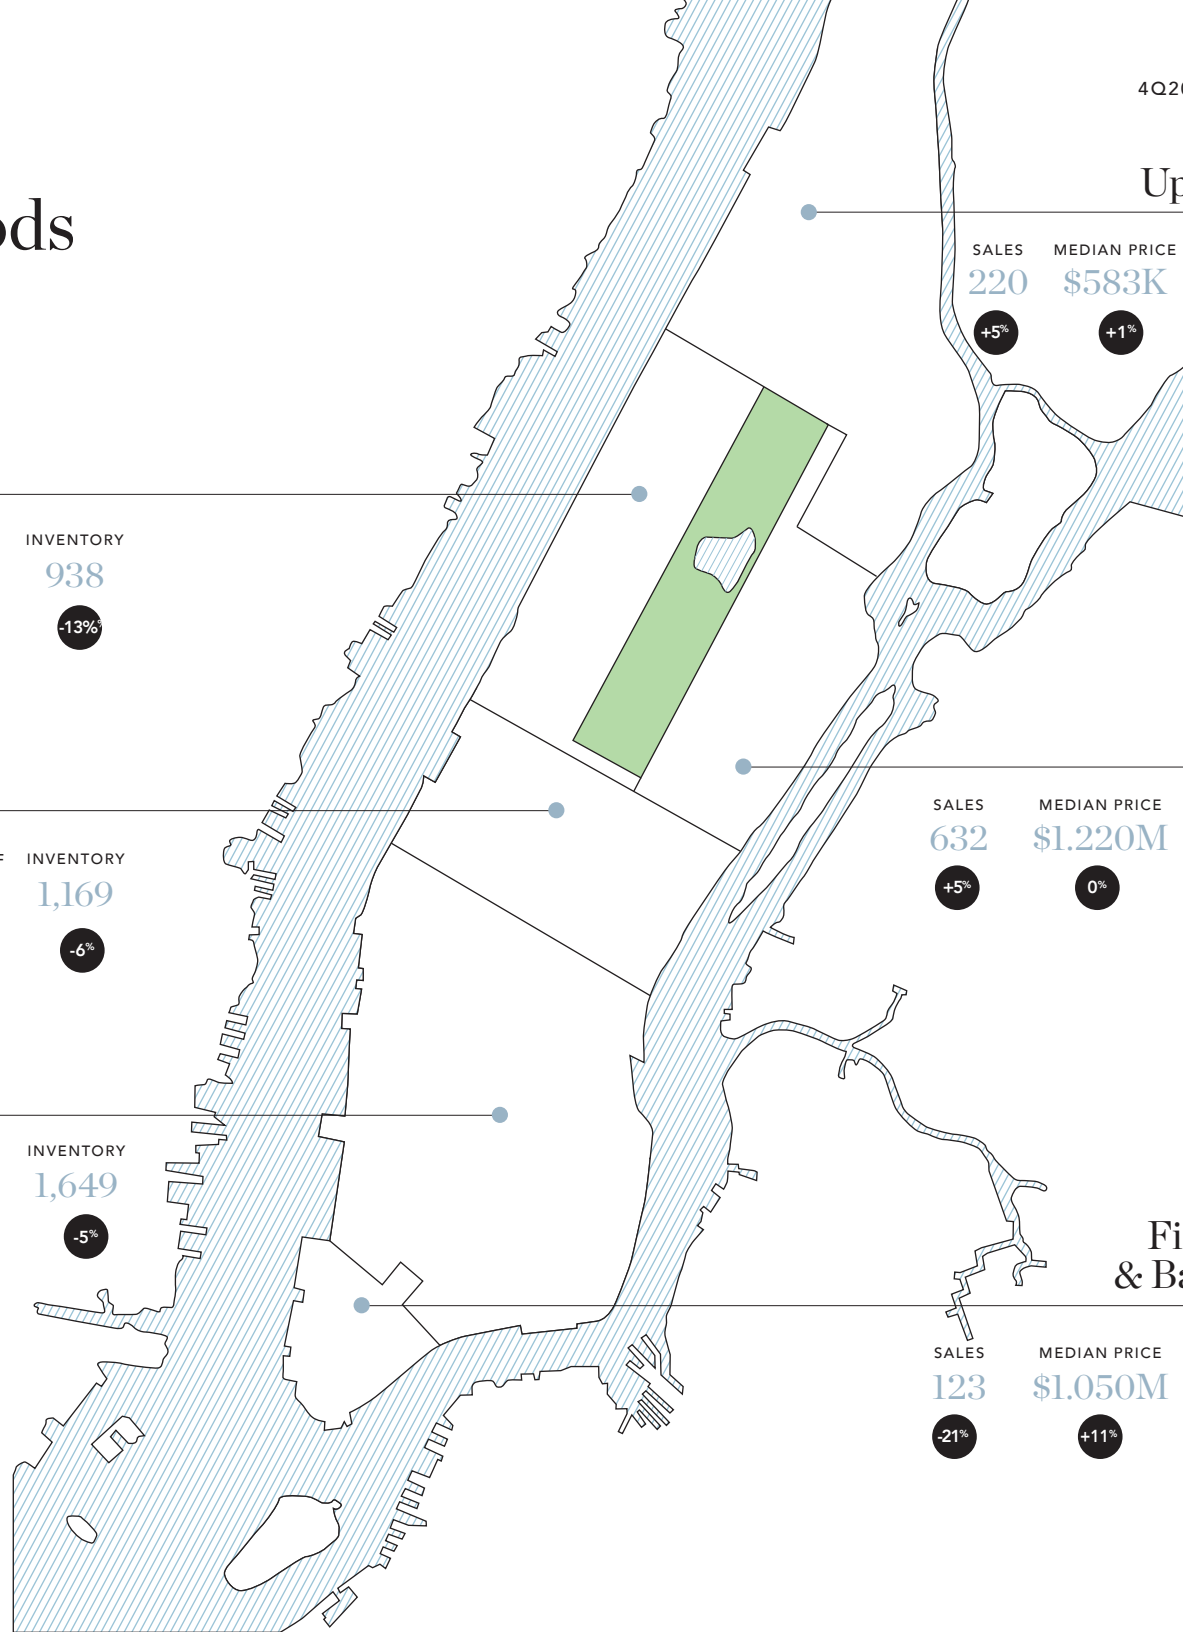 4Q20
Up
ods
SALES MEDIAN PRICE
220 $583K
+5% +1%
INVENTORY
938
-13%%
SALES MEDIAN PRICE
632 $1.220M
+5% 0%
F INVENTORY
1,169
-6%
INVENTORY
1,649
-5%
Fi
& Ba
SALES MEDIAN PRICE
123 $1.050M
-21% +11%